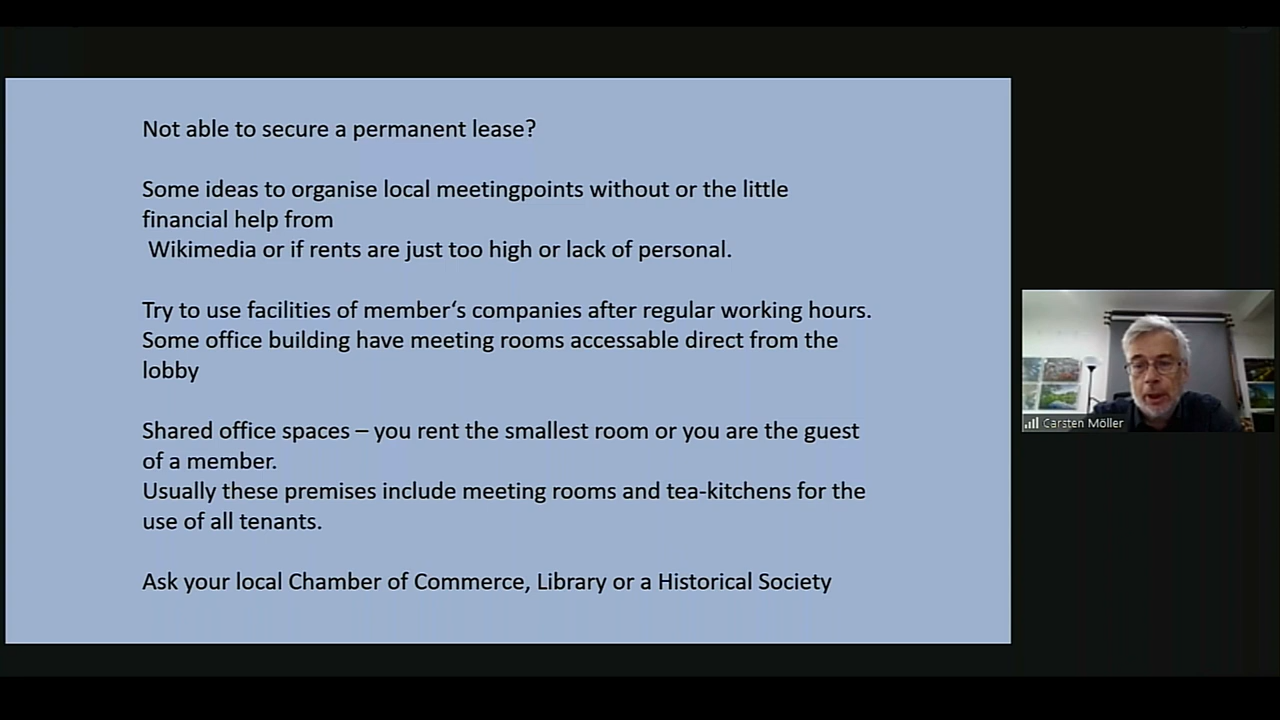 Not able to secure a permanent lease?
Some ideas to organise local meetingpoints without or the little
financial help from
Wikimedia or if rents are just too high or lack of personal.
Try to use facilities of member‘s companies after regular working hours.
Some office building have meeting rooms accessable direct from the
lobby
Shared office spaces – you rent the smallest room or you are the guest
of a member.
Usually these premises include meeting rooms and tea-kitchens for the
use of all tenants.
Ask your local Chamber of Commerce, Library or a Historical Society
Carsten Möller